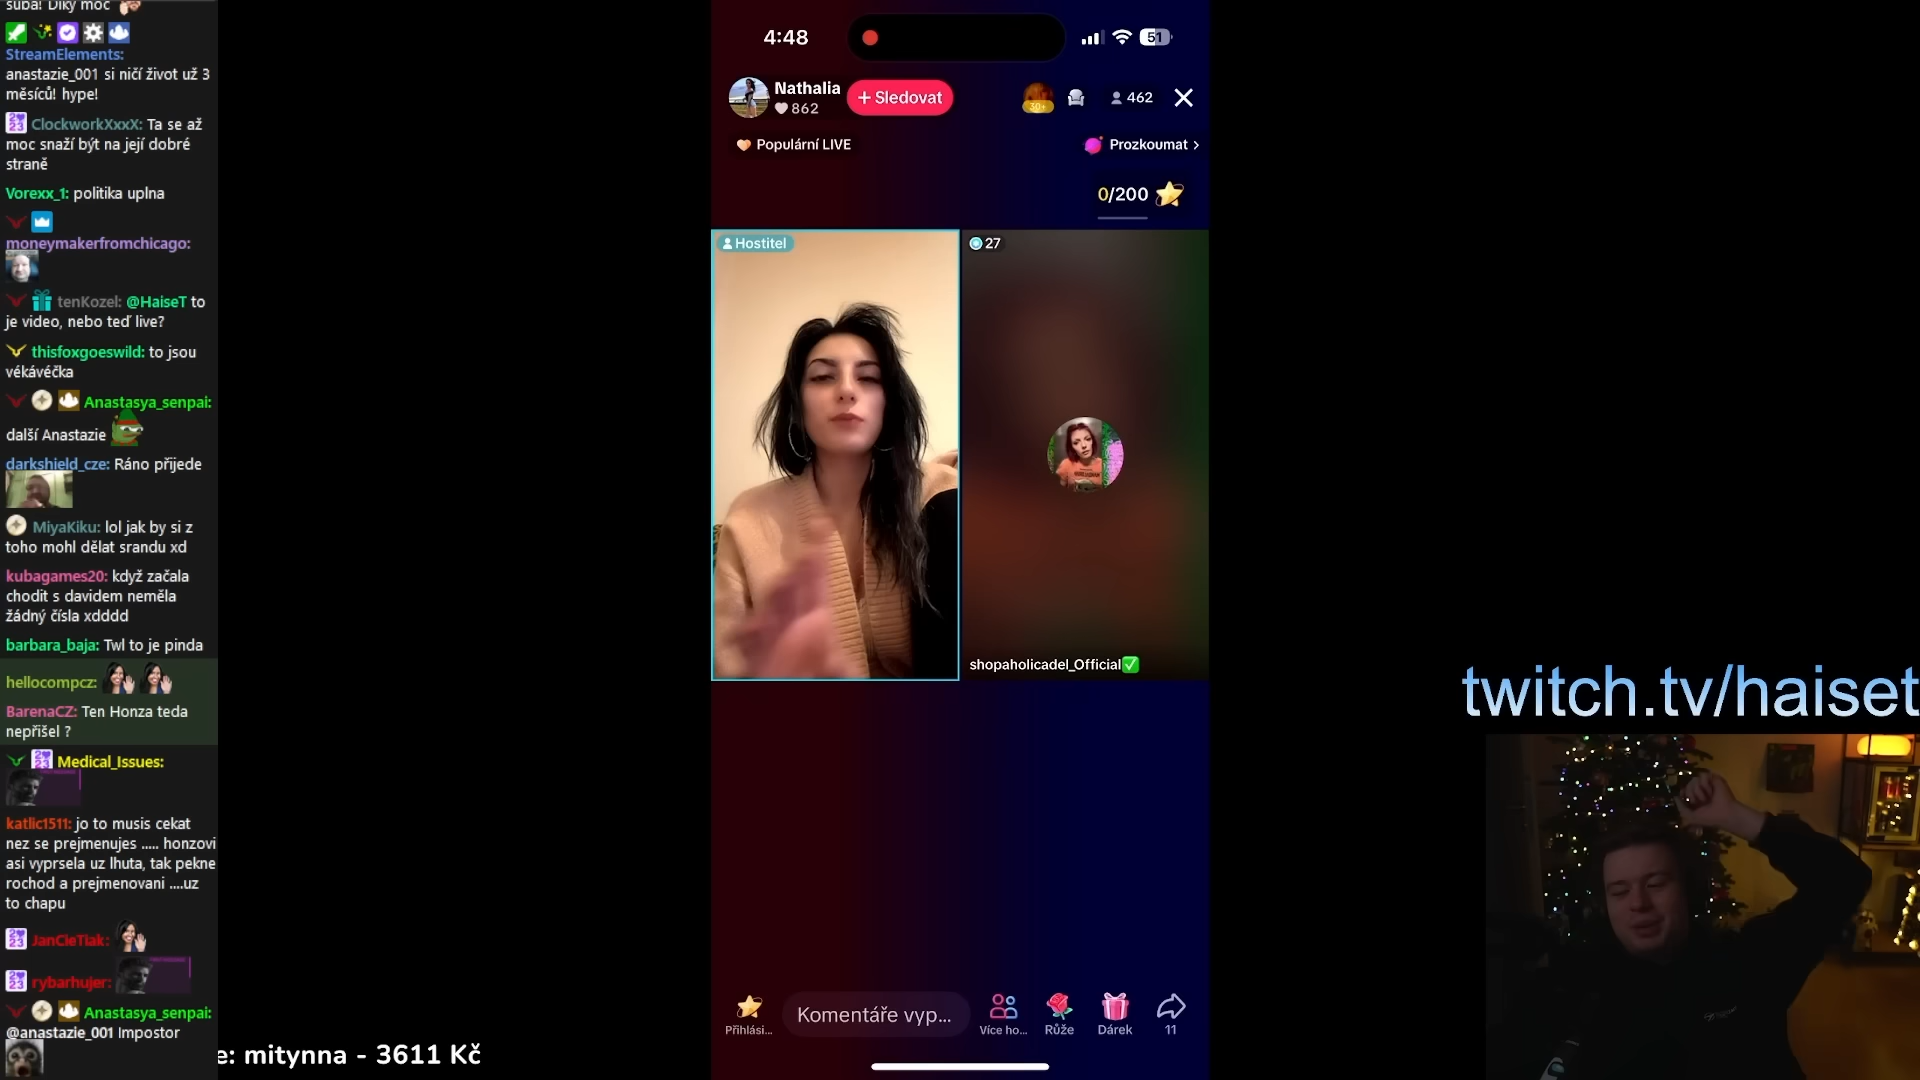 suba! Díky moc
StreamElements:
anastazie_001 si ničí život už 3
měsíců! hype!
ClockworkXxxX: Ta se až
moc snaží být na její dobré
straně
Vorexx_1: politika uplna
moneymakerfromchicago:
tenKozel: @HaiseT to
je video, nebo teď live?
thisfoxgoeswild: to jsou
vékávéčka
Anastasya_senpai:
další Anastazie
darkshield_cze: Ráno přijede
MiyaKiku: lol jak by si z
toho mohl dělat srandu xd
kubagames20: když začala
chodit s davidem neměla
žádný čísla xdddd
barbara_baja: Twl to je pinda
hellocompcz:
BarenaCZ: Ten Honza teda
nepřišel ?
Medical_Issues:
katlic1511: jo to musis cekat
nez se prejmenujes ..... honzovi
asi vyprsela uz lhuta, tak pekne
rochod a prejmenovani ....uz
to chapu
JanCleTiak:
rybarhujer:
Anastasya_senpai:
@anastazie_001 Impostor
e: mitynna - 3611 Kč
4:48
51
Nathalia
862
+ Sledovat
30+
462
Populární LIVE
Prozkoumat >
0/200
Hostitel
27
shopaholicadel_Official
Přihlási...
Komentáře vyp...
Více ho...
Růže
Dárek
11
twitch.tv/haiset